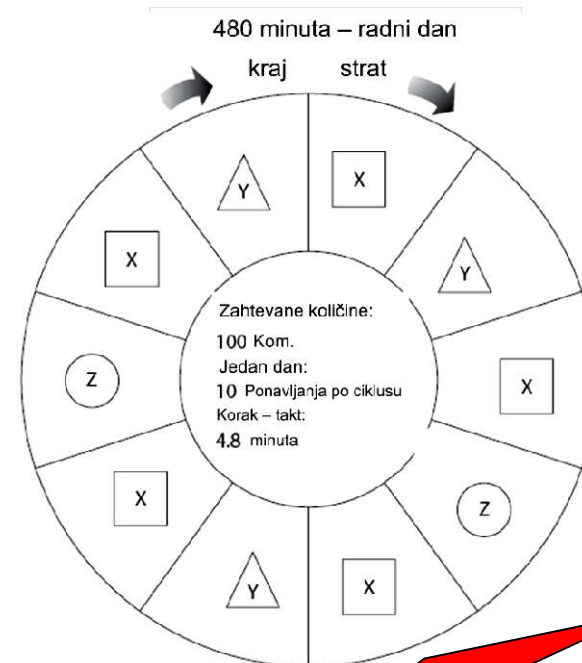 480 minuta – radni dan
kraj strat
Y X
X Y
Zahtevane količine:
100 Kom.
Jedan dan:
10 Ponavljanja po ciklusu
Korak – takt:
4.8 minuta
Z X
X Z
Y X